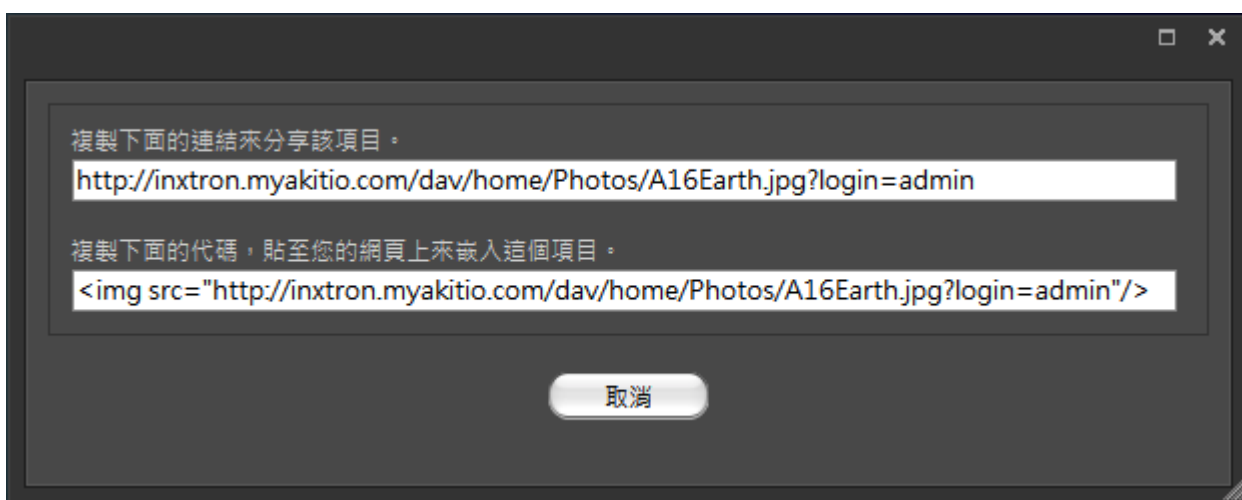 複製下面的連結來分享該項目。
http://inxtron.myakitio.com/dav/home/Photos/A16Earth.jpg?login=admin
複製下面的代碼，貼至您的網頁上來嵌入這個項目。
<img src="http://inxtron.myakitio.com/dav/home/Photos/A16Earth.jpg?login=admin"/>
取消